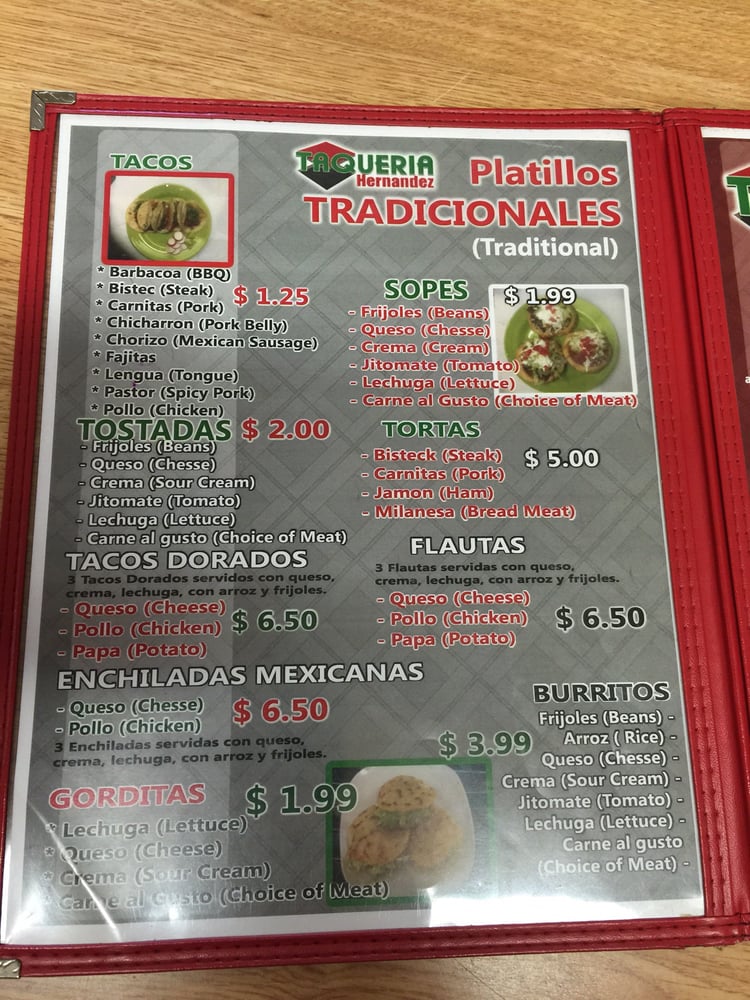 TAQUERIA
Hernandez
Platillos
TRADICIONALES
(Traditional)
TACOS
* Barbacoa (BBQ)
* Bistec (Steak)
* Carnitas (Pork)
* Chicharron (Pork Belly)
* Chorizo (Mexican Sausage)
* Fajitas
* Lengua (Tongue)
* Pastor (Spicy Pork)
* Pollo (Chicken)
$ 1.25
SOPES
$ 1.99
- Frijoles (Beans)
- Queso (Chesse)
- Crema (Cream)
- Jitomate (Tomato)
- Lechuga (Lettuce)
- Carne al Gusto (Choice of Meat)
TOSTADAS $ 2.00
- Frijoles (Beans)
- Queso (Chesse)
- Crema (Sour Cream)
- Jitomate (Tomato)
- Lechuga (Lettuce)
- Carne al gusto (Choice of Meat)
TORTAS
- Bisteck (Steak)
- Carnitas (Pork)
- Jamon (Ham)
- Milanesa (Bread Meat)
$ 5.00
TACOS DORADOS
3 Tacos Dorados servidos con queso,
crema, lechuga, con arroz y frijoles.
- Queso (Cheese)
- Pollo (Chicken)
- Papa (Potato)
$ 6.50
FLAUTAS
3 Flautas servidas con queso,
crema, lechuga, con arroz y frijoles.
- Queso (Cheese)
- Pollo (Chicken)
- Papa (Potato)
$ 6.50
ENCHILADAS MEXICANAS
- Queso (Chesse)
- Pollo (Chicken)
$ 6.50
3 Enchiladas servidas con queso,
crema, lechuga, con arroz y frijoles.
BURRITOS
$ 3.99
Frijoles (Beans) -
Arroz ( Rice) -
Queso (Chesse) -
Crema (Sour Cream) -
Jitomate (Tomato) -
Lechuga (Lettuce) -
Carne al gusto
(Choice of Meat) -
GORDITAS
$ 1.99
* Lechuga (Lettuce)
* Queso (Cheese)
* Crema (Sour Cream)
* Carne al Gusto (Choice of Meat)